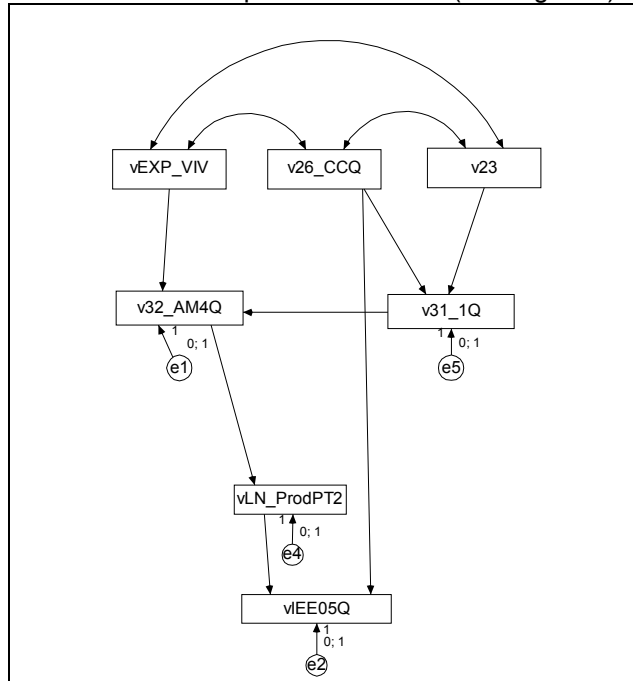 vEXP_VIV
v26_CCQ
v23
v32_AM4Q
v31_1Q
1
0; 1
e1
1
0; 1
e5
vLN_ProdPT2
1
0; 1
e4
vIEE05Q
1
0; 1
e2